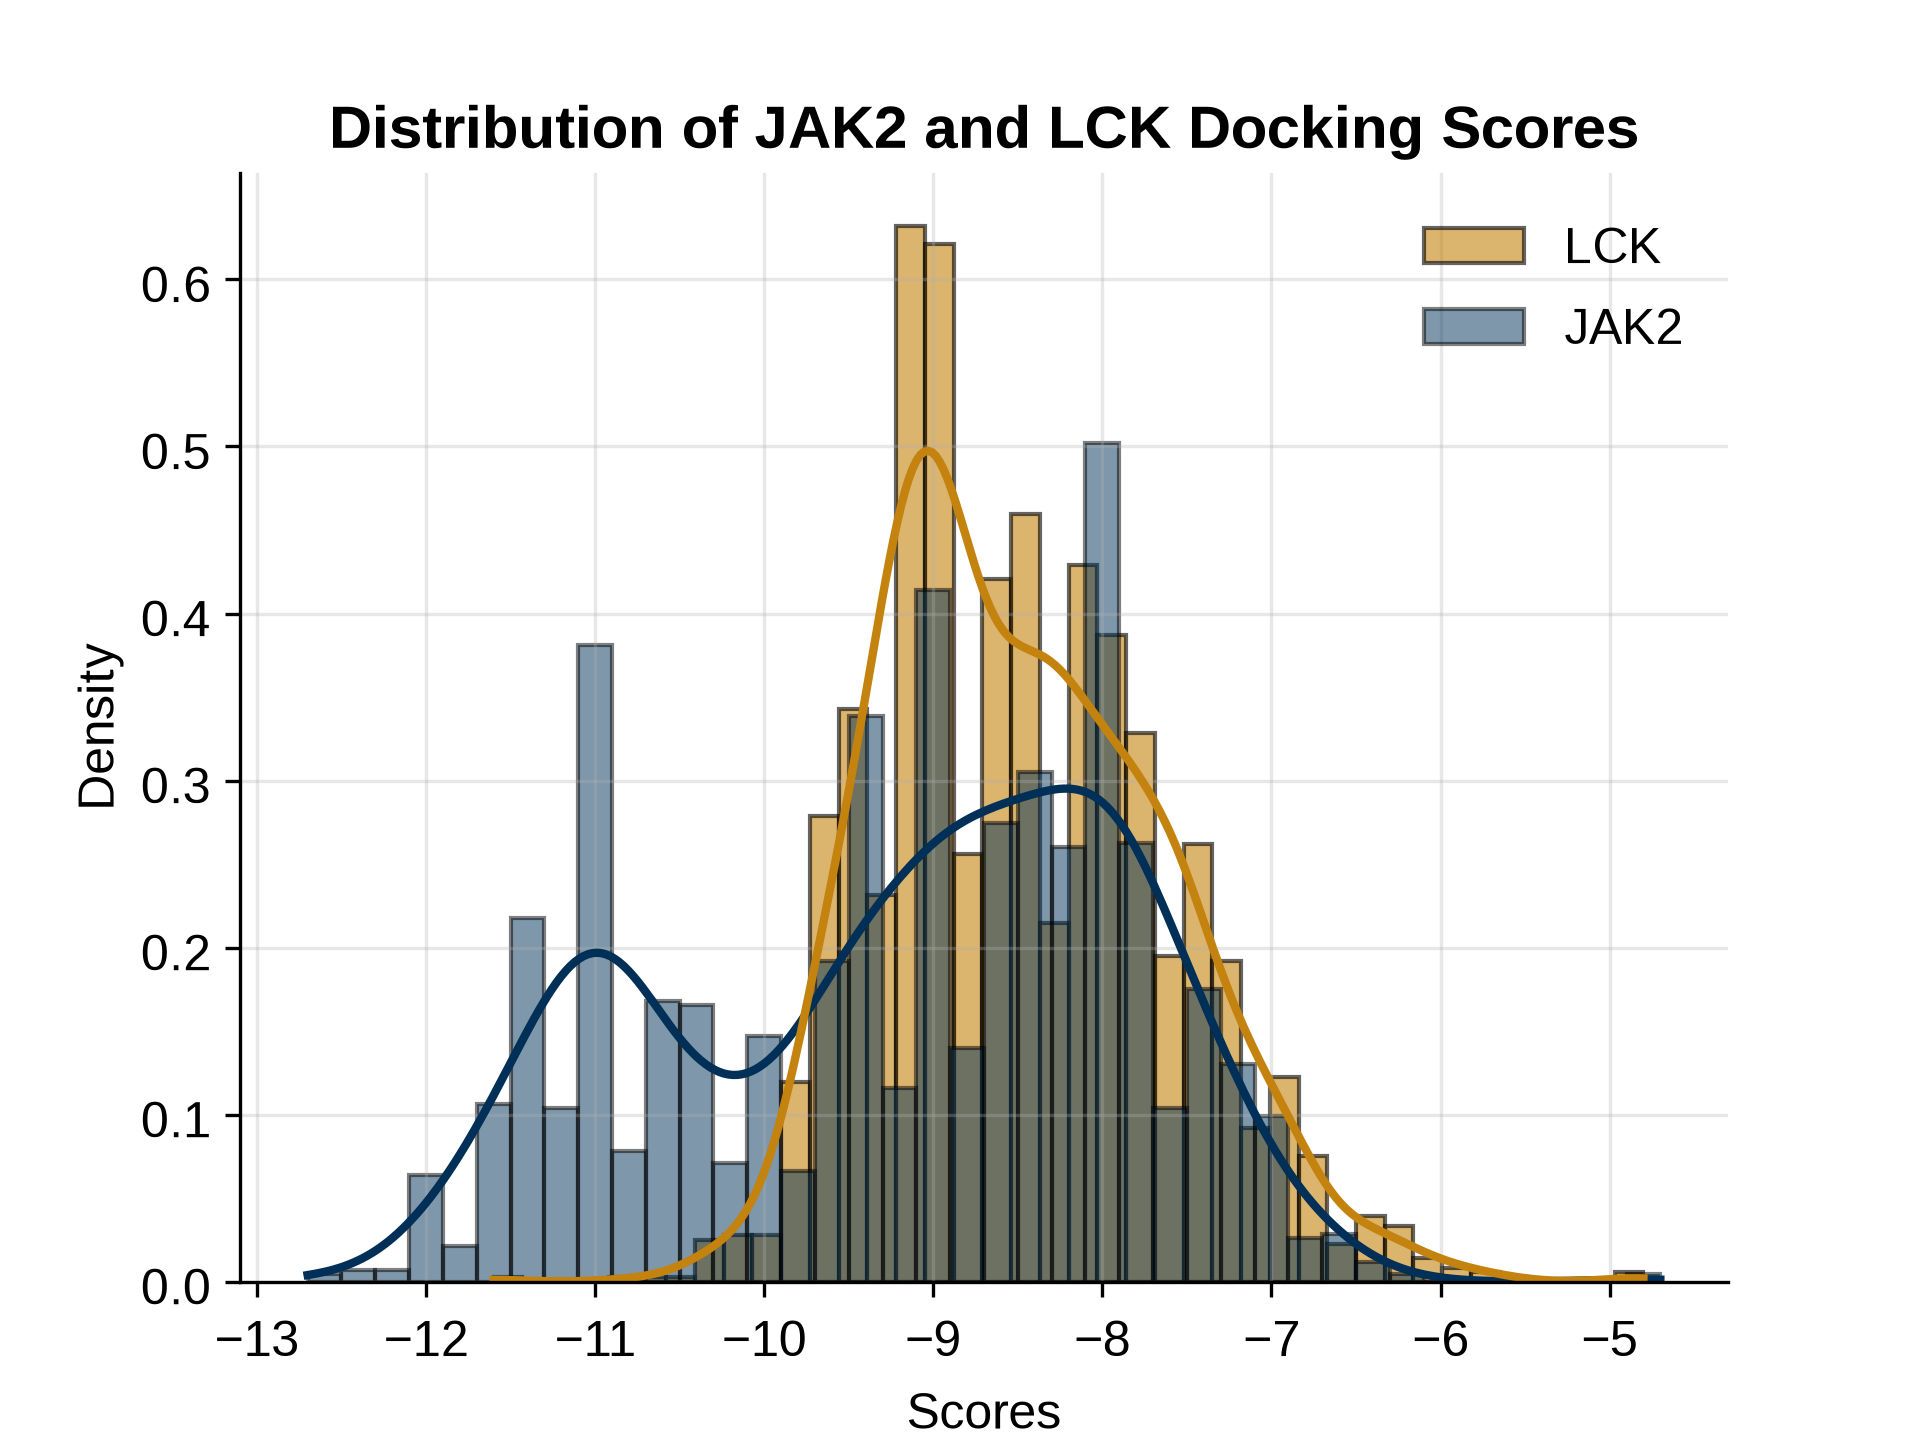 Distribution of JAK2 and LCK Docking Scores
LCK
JAK2
0.6
0.5
0.4
0.3
0.2
0.1
0.0
Density
−13 −12 −11 −10 −9 −8 −7 −6 −5
Scores